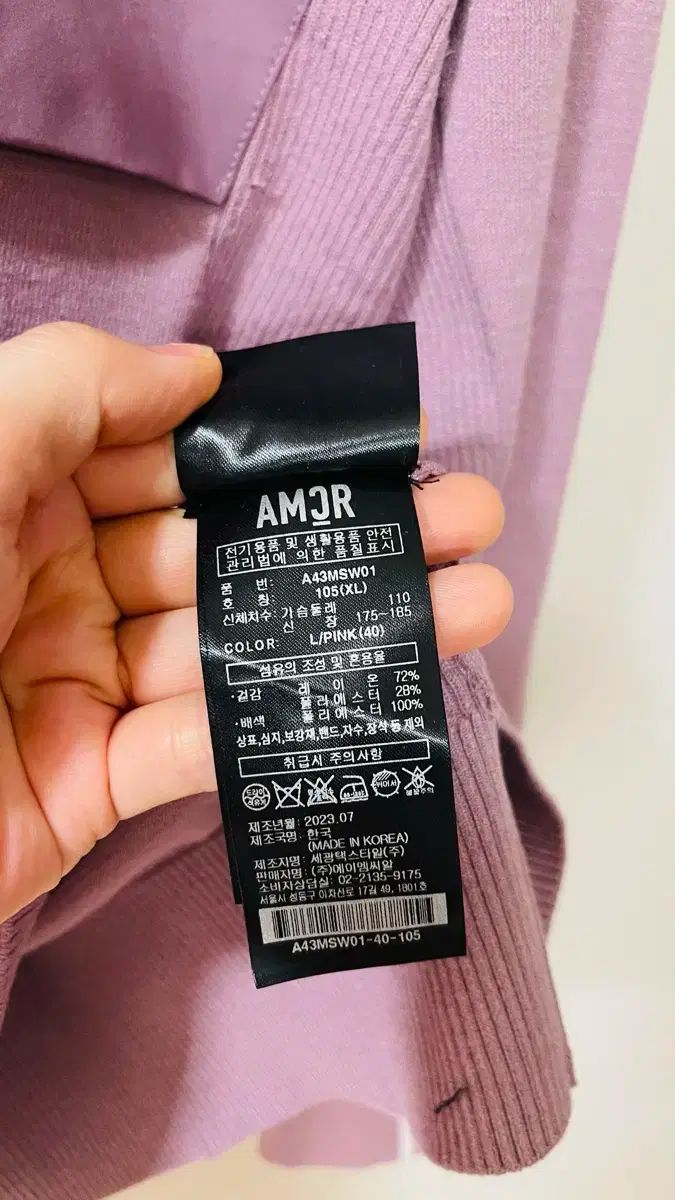 AMCR
전기용품 및 생활용품 안전
관리법에 의한 품질표시
품 번: A43MSW01
호 칭 105(XL)
신체치수 가슴둘레 110
신 장 175~185
COLOR: L/PINK(40)
섬유의 조성 및 혼용율
·겉감 레 이 온 72%
폴리에스터 28%
·배색 폴리에스터 100%
상표,심지,보강재,밴드,자수,장식 등 제외
취급시 주의사항
드라이
석유계
제조년월: 2023.07
제조국명: 한국
(MADE IN KOREA)
제조자명: 세광택스타일(주)
판매자명: (주)에이엠씨알
소비자상담실: 02-2135-9175
서울시 성동구 아차산로 17길 49, 1801호
A43MSW01-40-105